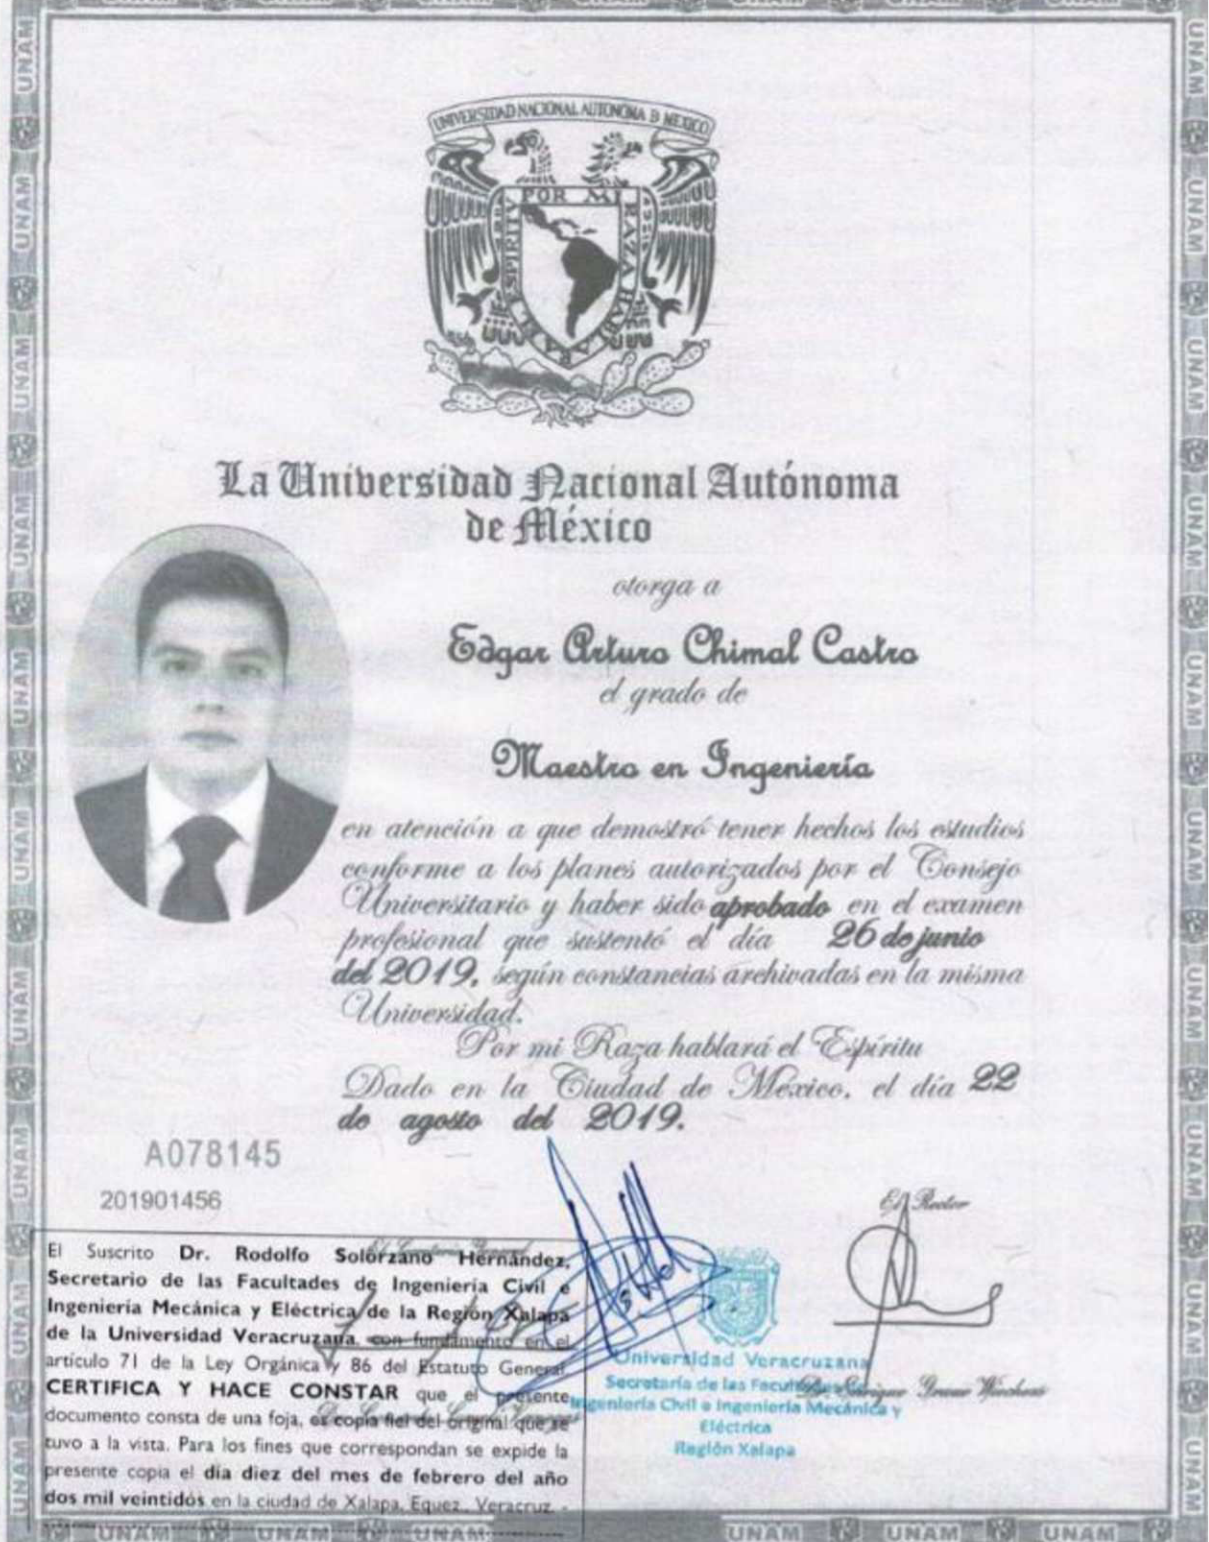 UNIVERSIDAD NACIONAL AUTONOMA D MEXICO
POR MI RAZA HABLARA EL ESPIRITU
La Universidad Nacional Autónoma
de México
otorga a
Edgar Arturo Chimal Castro
el grado de
Maestro en Ingeniería
en atención a que demostró tener hechos los estudios
conforme a los planes autorizados por el Consejo
Universitario y haber sido aprobado en el examen
profesional que sustentó el día 26 de junio
del 2019, según constancias archivadas en la misma
Universidad.
Por mi Raza hablará el Espíritu
Dado en la Ciudad de México, el día 22
de agosto del 2019.
A078145
201901456
El Rector
El Suscrito Dr. Rodolfo Solórzano Hernández,
Secretario de las Facultades de Ingeniería Civil e
Ingeniería Mecánica y Eléctrica de la Región Xalapa
de la Universidad Veracruzana, con fundamento en el
artículo 71 de la Ley Orgánica y 86 del Estatuto General
CERTIFICA Y HACE CONSTAR que el presente
documento consta de una foja, es copia fiel del original que se
tuvo a la vista. Para los fines que correspondan se expide la
presente copia el día diez del mes de febrero del año
dos mil veintidós en la ciudad de Xalapa, Equez., Veracruz. -
Universidad Veracruzana
Secretaría de las Facultades
Ingeniería Civil e Ingeniería Mecánica y
Eléctrica
Región Xalapa
Enrique Graue Wiechers
UNAM UNAM UNAM UNAM UNAM UNAM